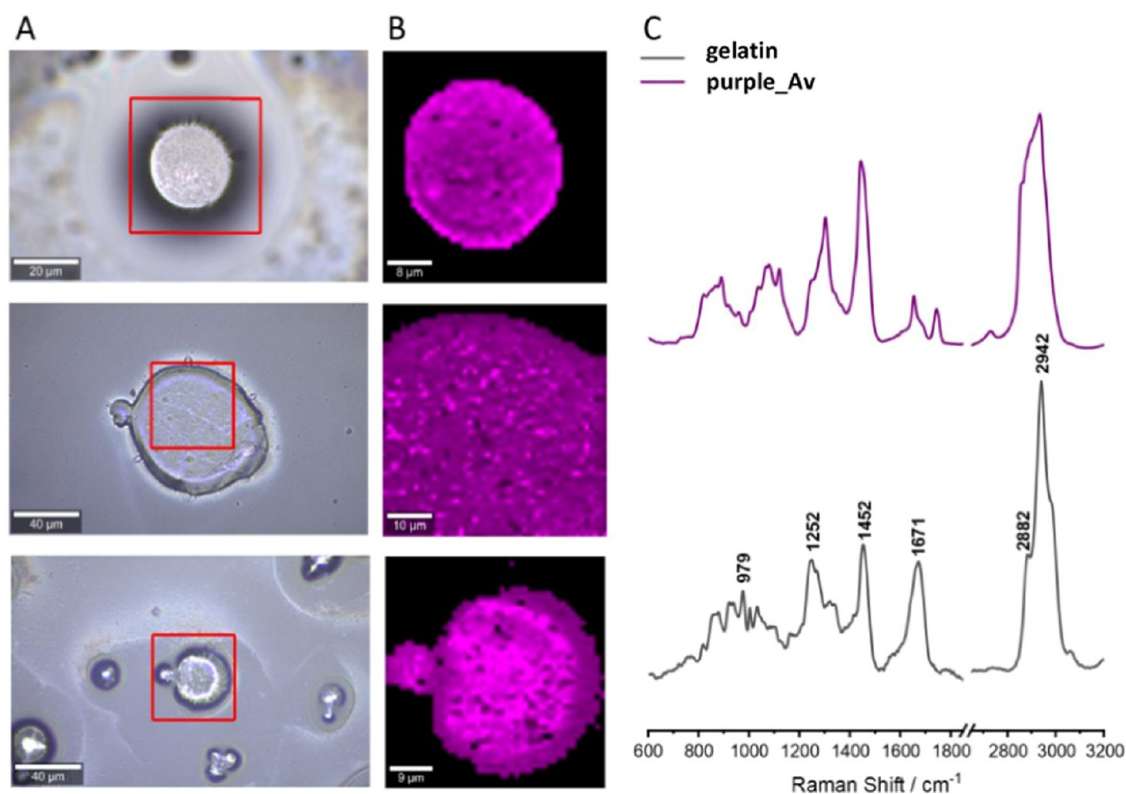 A
B
C
gelatin
purple_Av
20 µm
8 µm
40 µm
10 µm
40 µm
9 µm
2942
2882
1671
1452
1252
979
600 800 1000 1200 1400 1600 1800 2800 3000 3200
Raman Shift / cm⁻¹